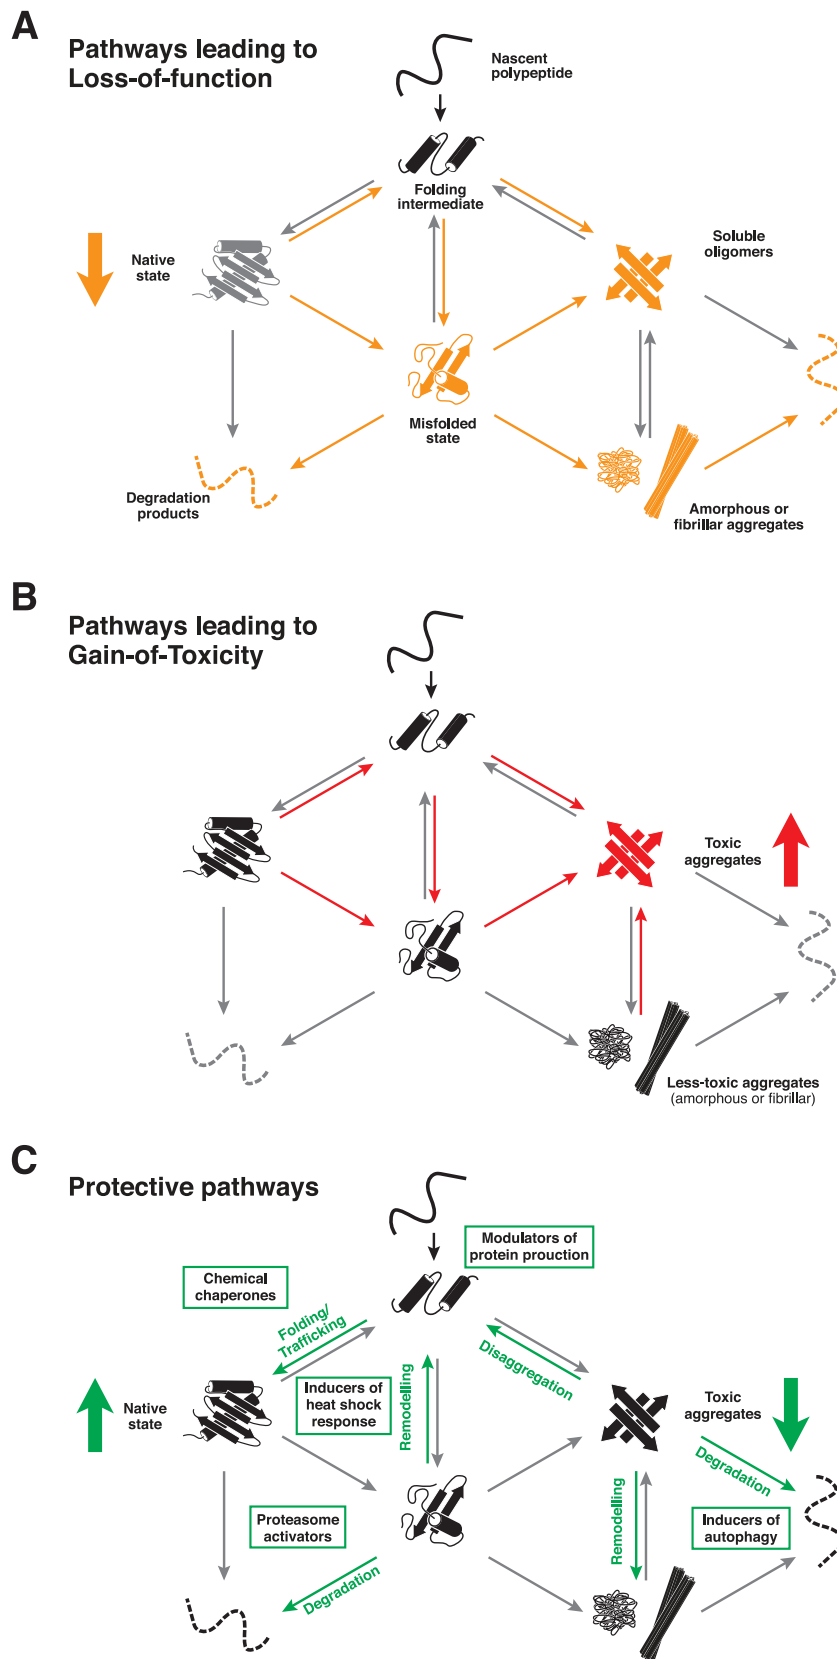 A
Pathways leading to
Loss-of-function
Nascent
polypeptide
Folding
intermediate
Native
state
Soluble
oligomers
Misfolded
state
Degradation
products
Amorphous or
fibrillar aggregates
B
Pathways leading to
Gain-of-Toxicity
Toxic
aggregates
Less-toxic aggregates
(amorphous or fibrillar)
C
Protective pathways
Modulators of
protein prouction
Chemical
chaperones
Folding/
Trafficking
Disaggregation
Inducers of
heat shock
response
Remodelling
Native
state
Toxic
aggregates
Degradation
Proteasome
activators
Remodelling
Inducers of
autophagy
Degradation